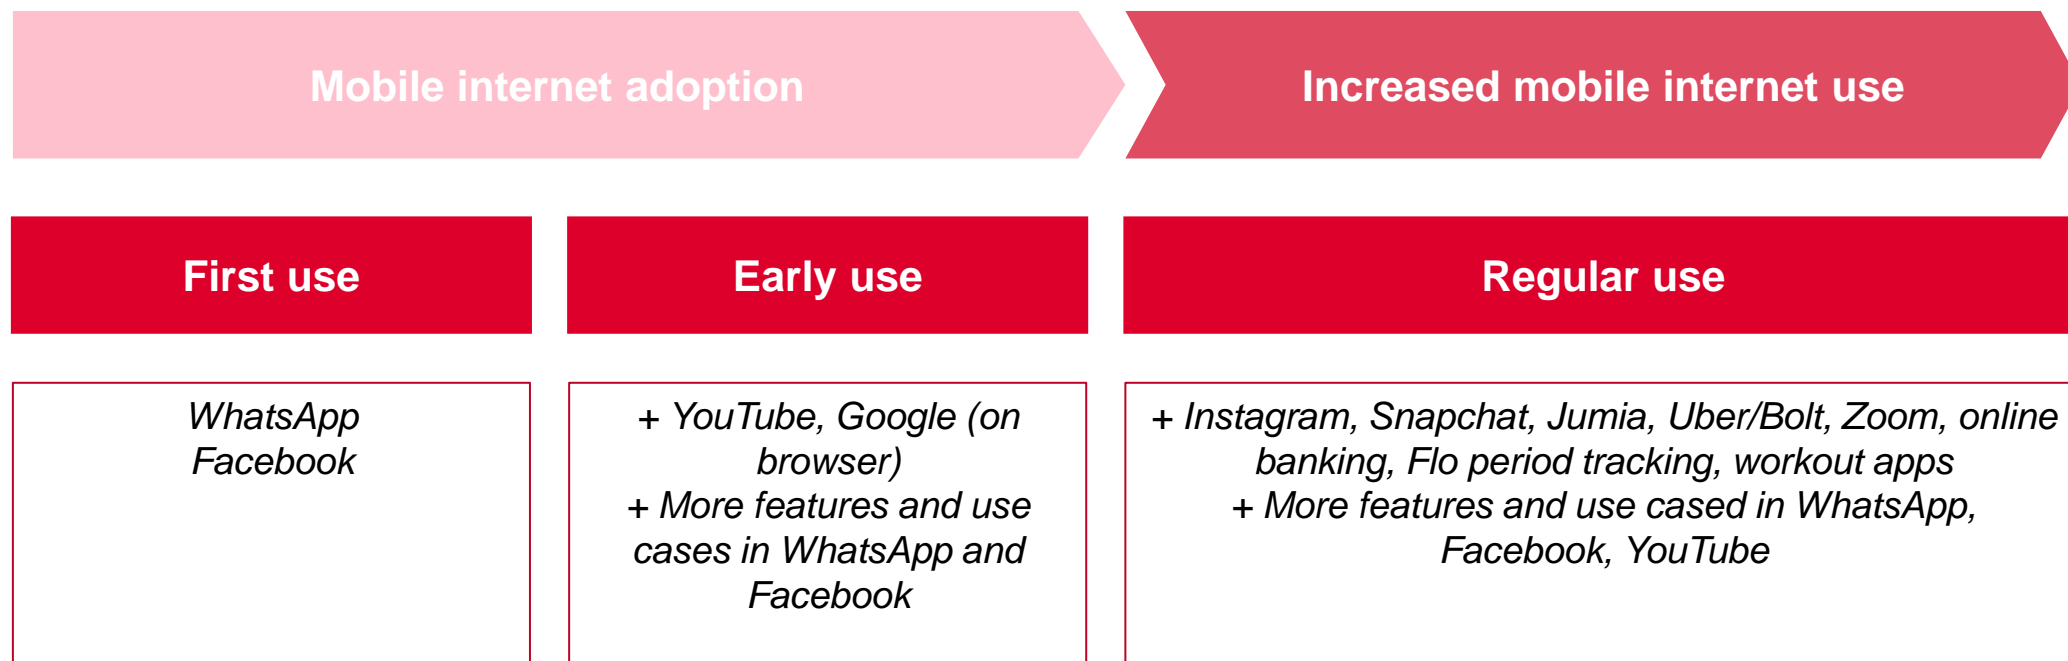 Mobile internet adoption
Increased mobile internet use
First use
Early use
Regular use
WhatsApp
Facebook
+ YouTube, Google (on
browser)
+ More features and use
cases in WhatsApp and
Facebook
+ Instagram, Snapchat, Jumia, Uber/Bolt, Zoom, online
banking, Flo period tracking, workout apps
+ More features and use cased in WhatsApp,
Facebook, YouTube